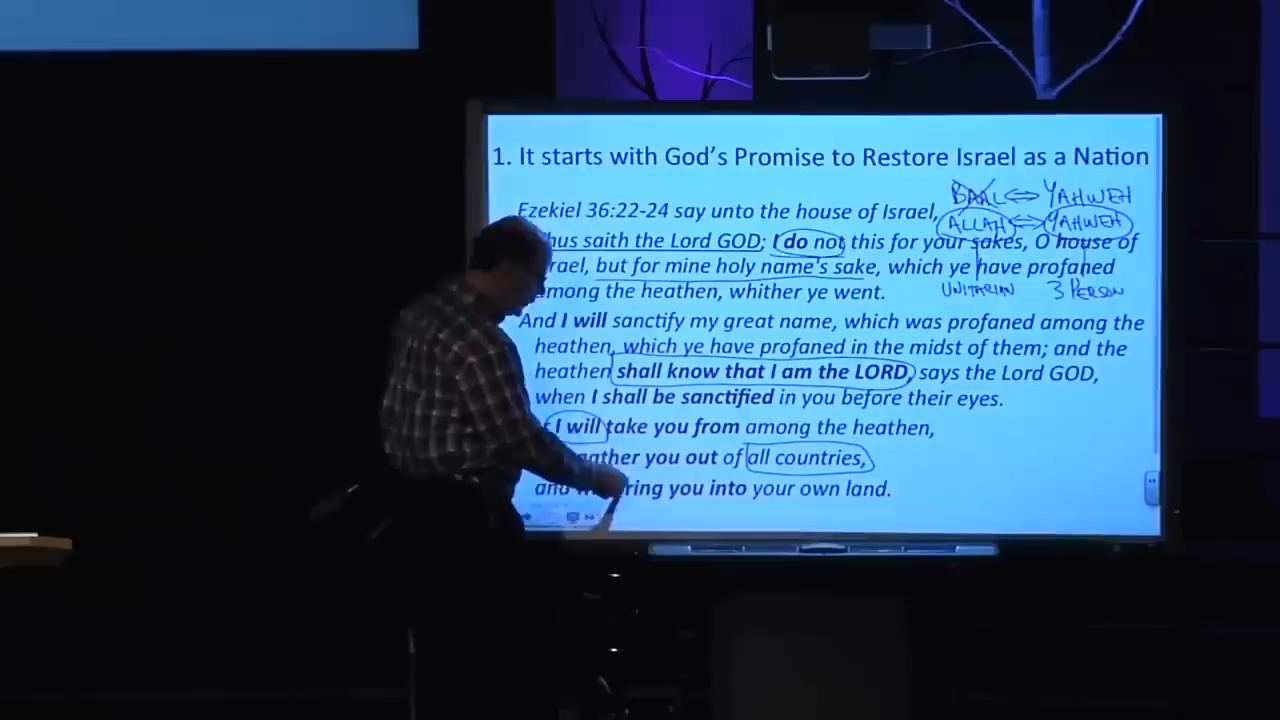 1. It starts with God's Promise to Restore Israel as a Nation
BAAL ⇔ YAHWEH
Ezekiel 36:22-24 say unto the house of Israel,
ALLAH ⇔ YAHWEH
hus saith the Lord GOD; I do not this for your sakes, O house of
rael, but for mine holy name's sake, which ye have profaned
UNITARIAN 3 PERSON
among the heathen, whither ye went.
And I will sanctify my great name, which was profaned among the
heathen, which ye have profaned in the midst of them; and the
heathen shall know that I am the LORD, says the Lord GOD,
when I shall be sanctified in you before their eyes.
I will take you from among the heathen,
gather you out of all countries,
and bring you into your own land.